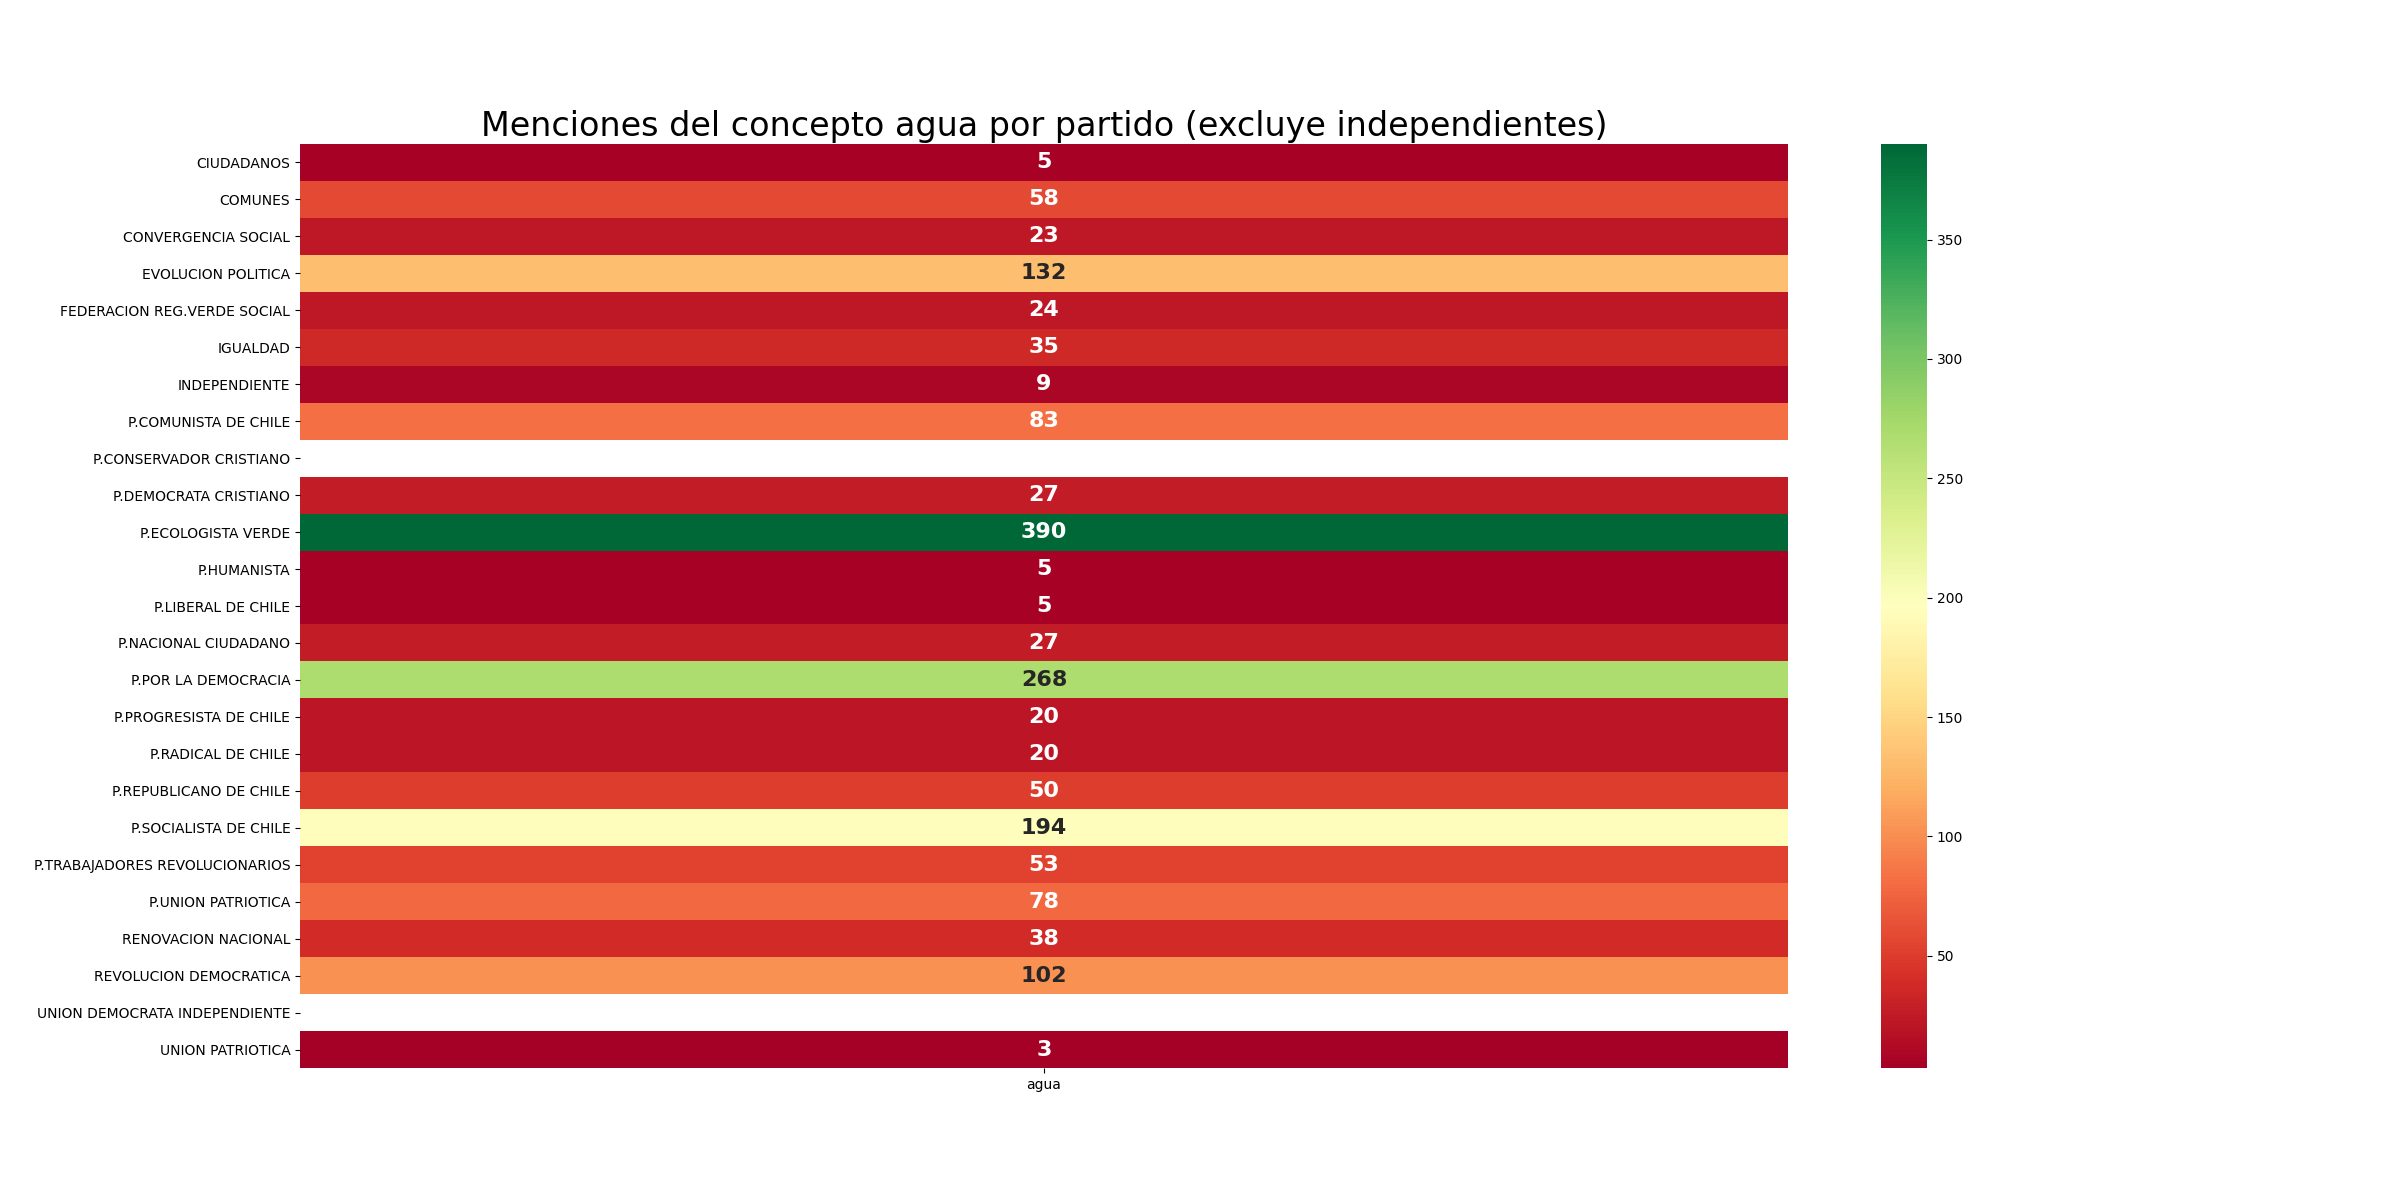 Menciones del concepto agua por partido (excluye independientes)
CIUDADANOS 5
COMUNES 58
CONVERGENCIA SOCIAL 23
EVOLUCION POLITICA 132
FEDERACION REG.VERDE SOCIAL 24
IGUALDAD 35
INDEPENDIENTE 9
P.COMUNISTA DE CHILE 83
P.CONSERVADOR CRISTIANO
P.DEMOCRATA CRISTIANO 27
P.ECOLOGISTA VERDE 390
P.HUMANISTA 5
P.LIBERAL DE CHILE 5
P.NACIONAL CIUDADANO 27
P.POR LA DEMOCRACIA 268
P.PROGRESISTA DE CHILE 20
P.RADICAL DE CHILE 20
P.REPUBLICANO DE CHILE 50
P.SOCIALISTA DE CHILE 194
P.TRABAJADORES REVOLUCIONARIOS 53
P.UNION PATRIOTICA 78
RENOVACION NACIONAL 38
REVOLUCION DEMOCRATICA 102
UNION DEMOCRATA INDEPENDIENTE
UNION PATRIOTICA 3
agua
350
300
250
200
150
100
50